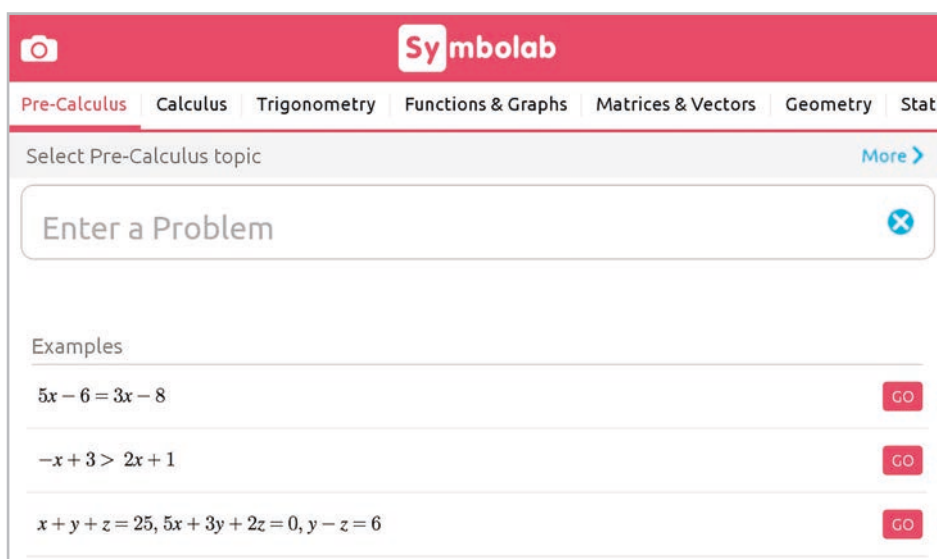 Symbolab
Pre-Calculus Calculus Trigonometry Functions & Graphs Matrices & Vectors Geometry Stat
Select Pre-Calculus topic More
Enter a Problem
Examples
5x − 6 = 3x − 8 GO
−x + 3 > 2x + 1 GO
x + y + z = 25, 5x + 3y + 2z = 0, y − z = 6 GO